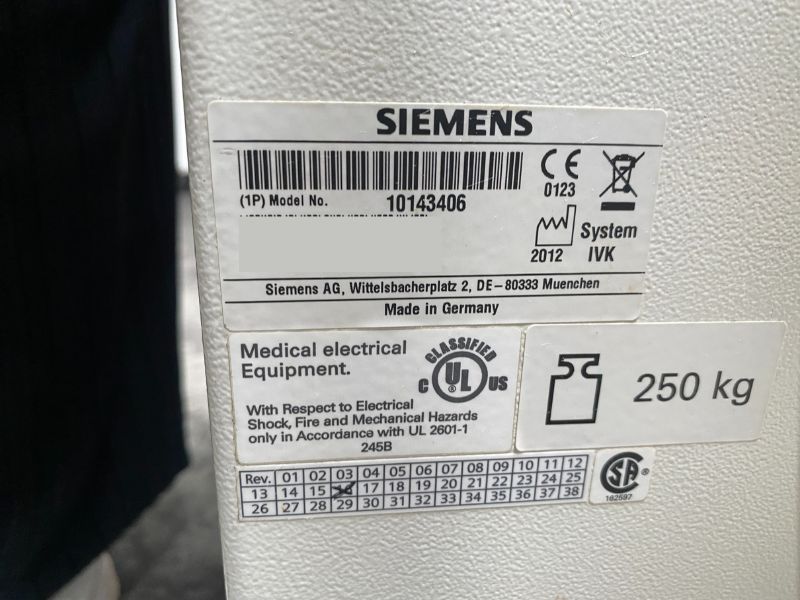 SIEMENS
(1P) Model No. 10143406
CE
0123
2012
System
IVK
Siemens AG, Wittelsbacherplatz 2, DE-80333 Muenchen
Made in Germany
Medical electrical
Equipment.
With Respect to Electrical
Shock, Fire and Mechanical Hazards
only in Accordance with UL 2601-1
245B
CLASSIFIED
C UL ® US
250 kg
Rev. 01 02 03 04 05 06 07 08 09 10 11 12
13 14 15 17 18 19 20 21 22 23 24 25
26 27 28 29 30 31 32 33 34 35 36 37 38
SA ®
162597